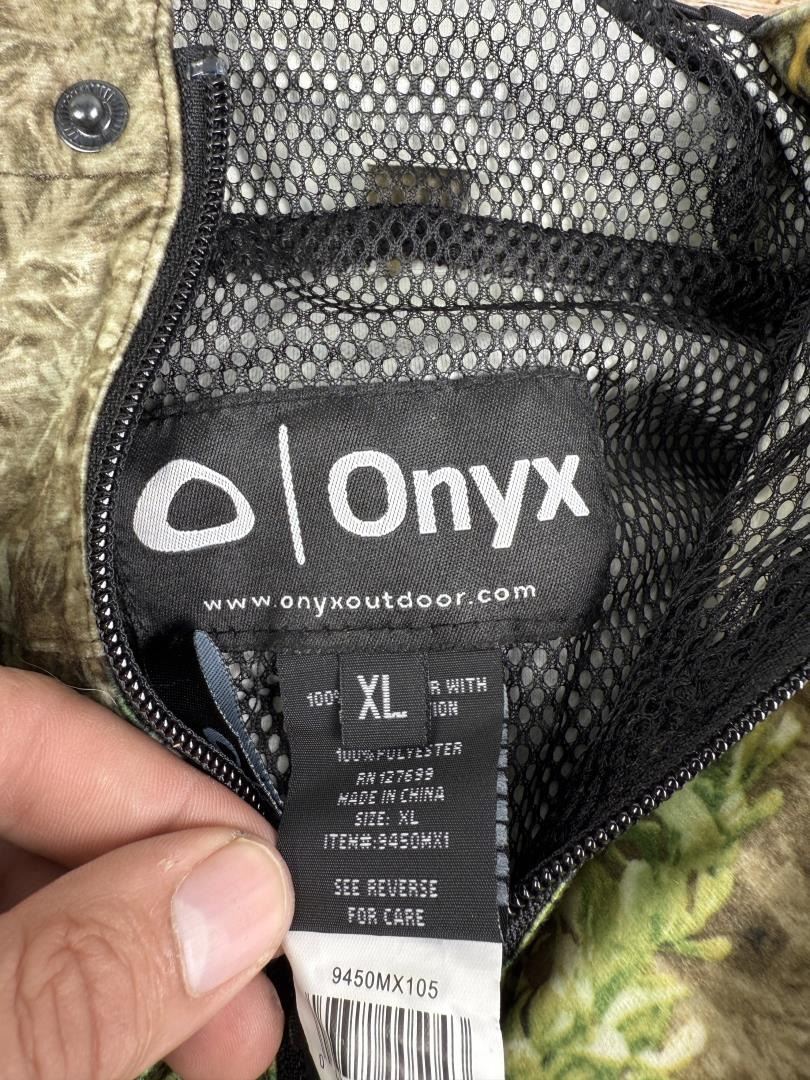 Onyx
www.onyxoutdoor.com
XL
100% R WITH
ION
100% POLYESTER
RN 127699
MADE IN CHINA
SIZE: XL
ITEM#:9450MX1
SEE REVERSE
FOR CARE
9450MX105
0